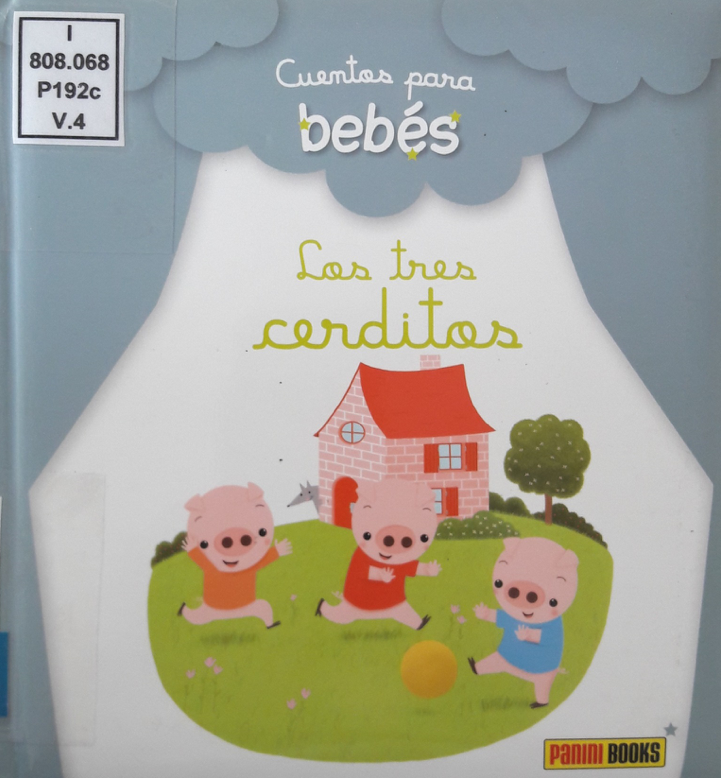 I
808.068
P192c
V.4
Cuentos para
bebés
Los tres
cerditos
PANINI BOOKS